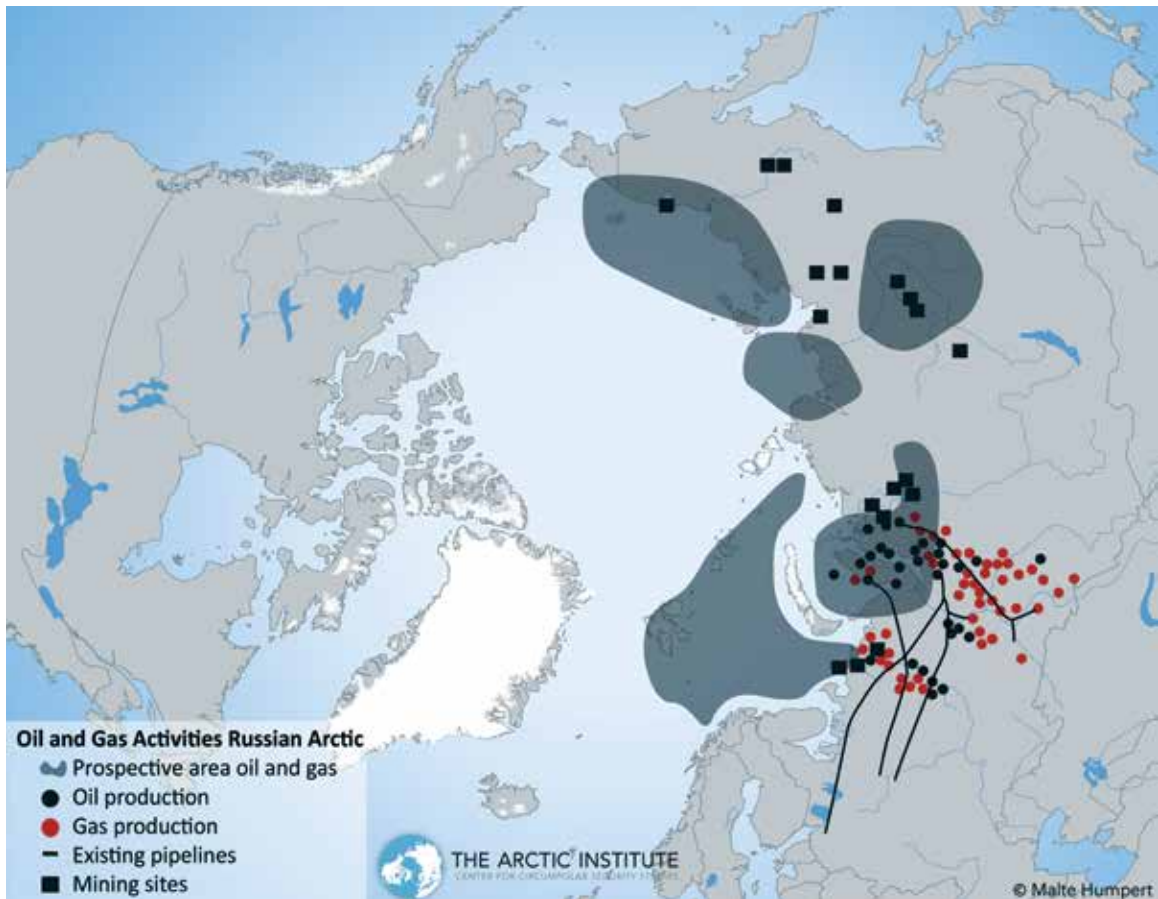 Oil and Gas Activities Russian Arctic
Prospective area oil and gas
Oil production
Gas production
Existing pipelines
Mining sites
THE ARCTIC INSTITUTE
CENTER FOR CIRCUMPOLAR SECURITY STUDIES
© Malte Humpert